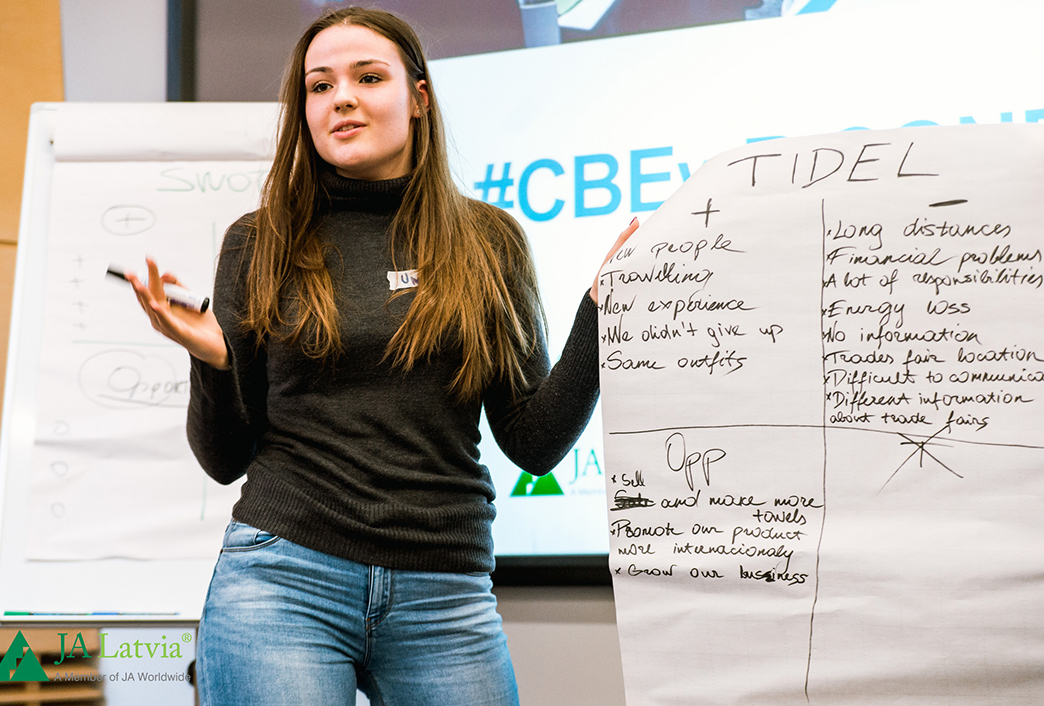 SWOT
+
+
+
+
+
Opport
#CBEv
UN
JA
TIDEL
+
people
*Travelling
*New experience
*We didn't give up
*Same outfits
-
*Long distances
*Financial problems
*A lot of responsibilities
*Energy loss
*No information
*Trades fair location
*Difficult to communica
*Different information
about trade fairs
Opp
* Sell
and make more
towels
*Promote our product
more internacionaly
* Grow our business
JA Latvia®
A Member of JA Worldwide